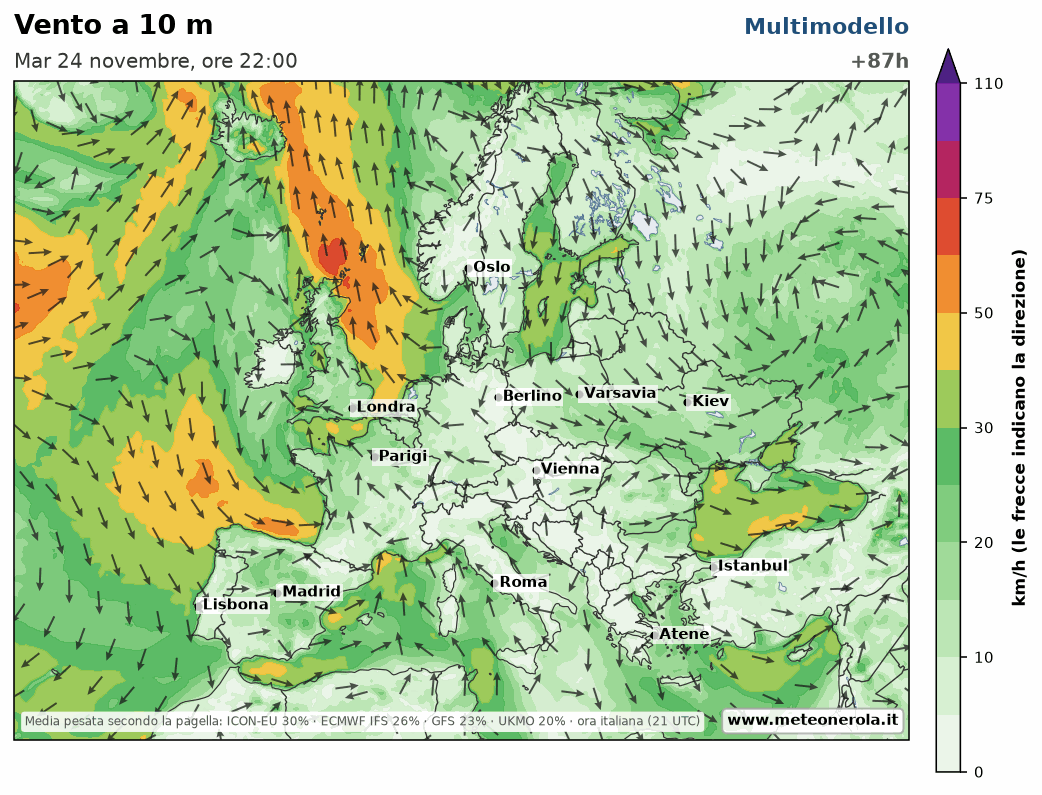 Vento a 10 m
Multimodello
Mar 24 novembre, ore 22:00
+87h
110
75
50
30
20
10
0
km/h (le frecce indicano la direzione)
Oslo
Berlino
Varsavia
Kiev
Londra
Parigi
Vienna
Istanbul
Roma
Madrid
Lisbona
Atene
Media pesata secondo la pagella: ICON-EU 30% · ECMWF IFS 26% · GFS 23% · UKMO 20% · ora italiana (21 UTC)
www.meteonerola.it